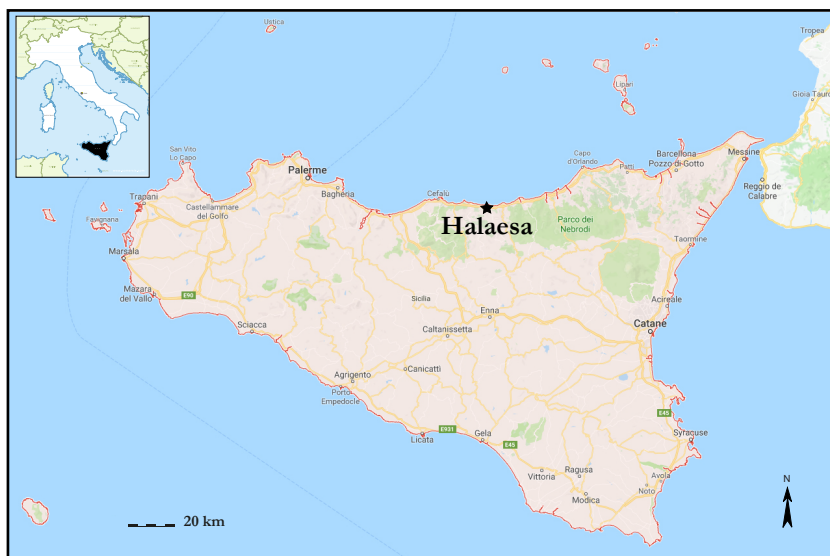 Ustica
Tropea
Lipari
Gioia Tauro
San Vito
Lo Capo
Capo
d'Orlando
Patti
Barcellona
Pozzo di Gotto
Messine
Palerme
Bagheria
Cefalù
Reggio de
Calabre
Trapani
Castellammare
del Golfo
Favignana
Halaesa
Parco dei
Nebrodi
Taormine
Marsala
Mazara
del Vallo
E90
Sicilia
Enna
Acireale
Catane
Sciacca
Caltanissetta
Canicattì
Agrigento
Porto
Empedocle
E931
Licata
Gela
E45
E45
Syracuse
Vittoria
Ragusa
Avola
Noto
Modica
N
20 km